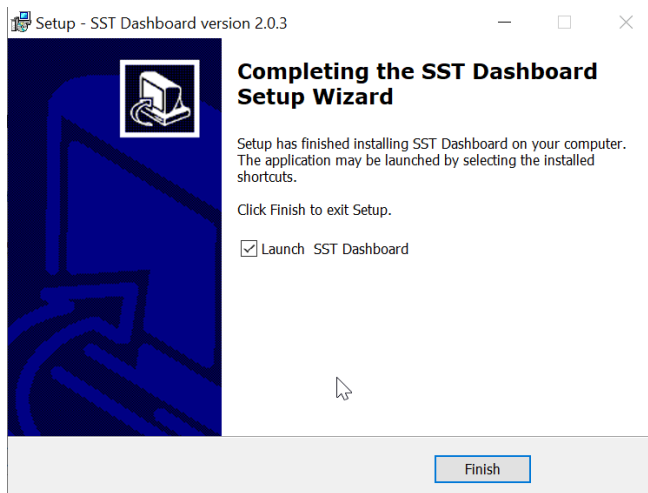 Setup - SST Dashboard version 2.0.3
Completing the SST Dashboard
Setup Wizard
Setup has finished installing SST Dashboard on your computer.
The application may be launched by selecting the installed
shortcuts.
Click Finish to exit Setup.
Launch SST Dashboard
Finish